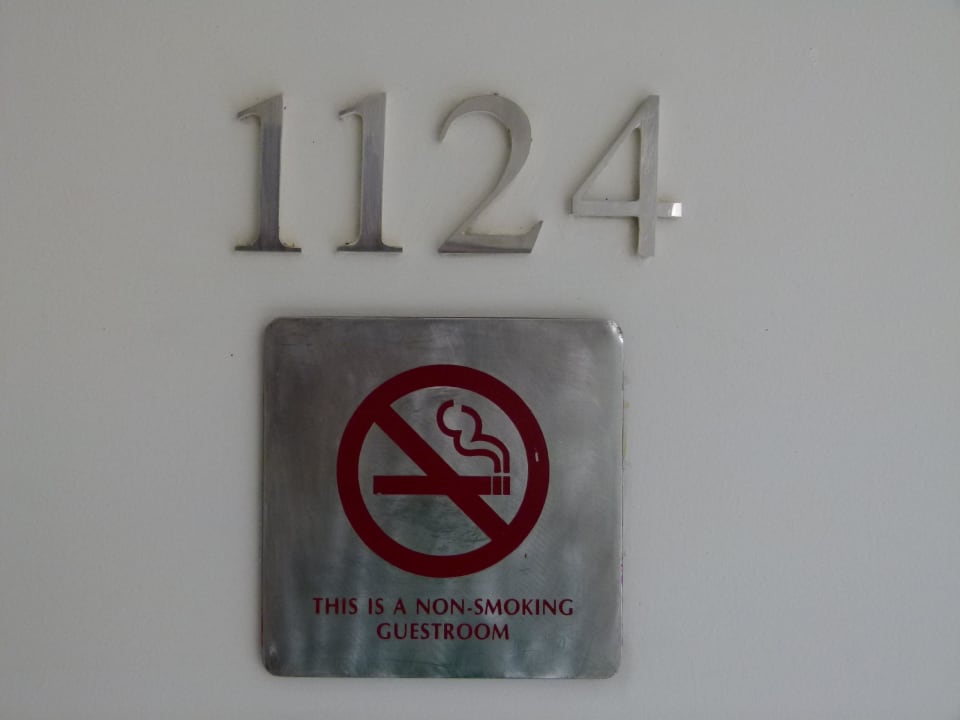 1124
THIS IS A NON-SMOKING
GUESTROOM